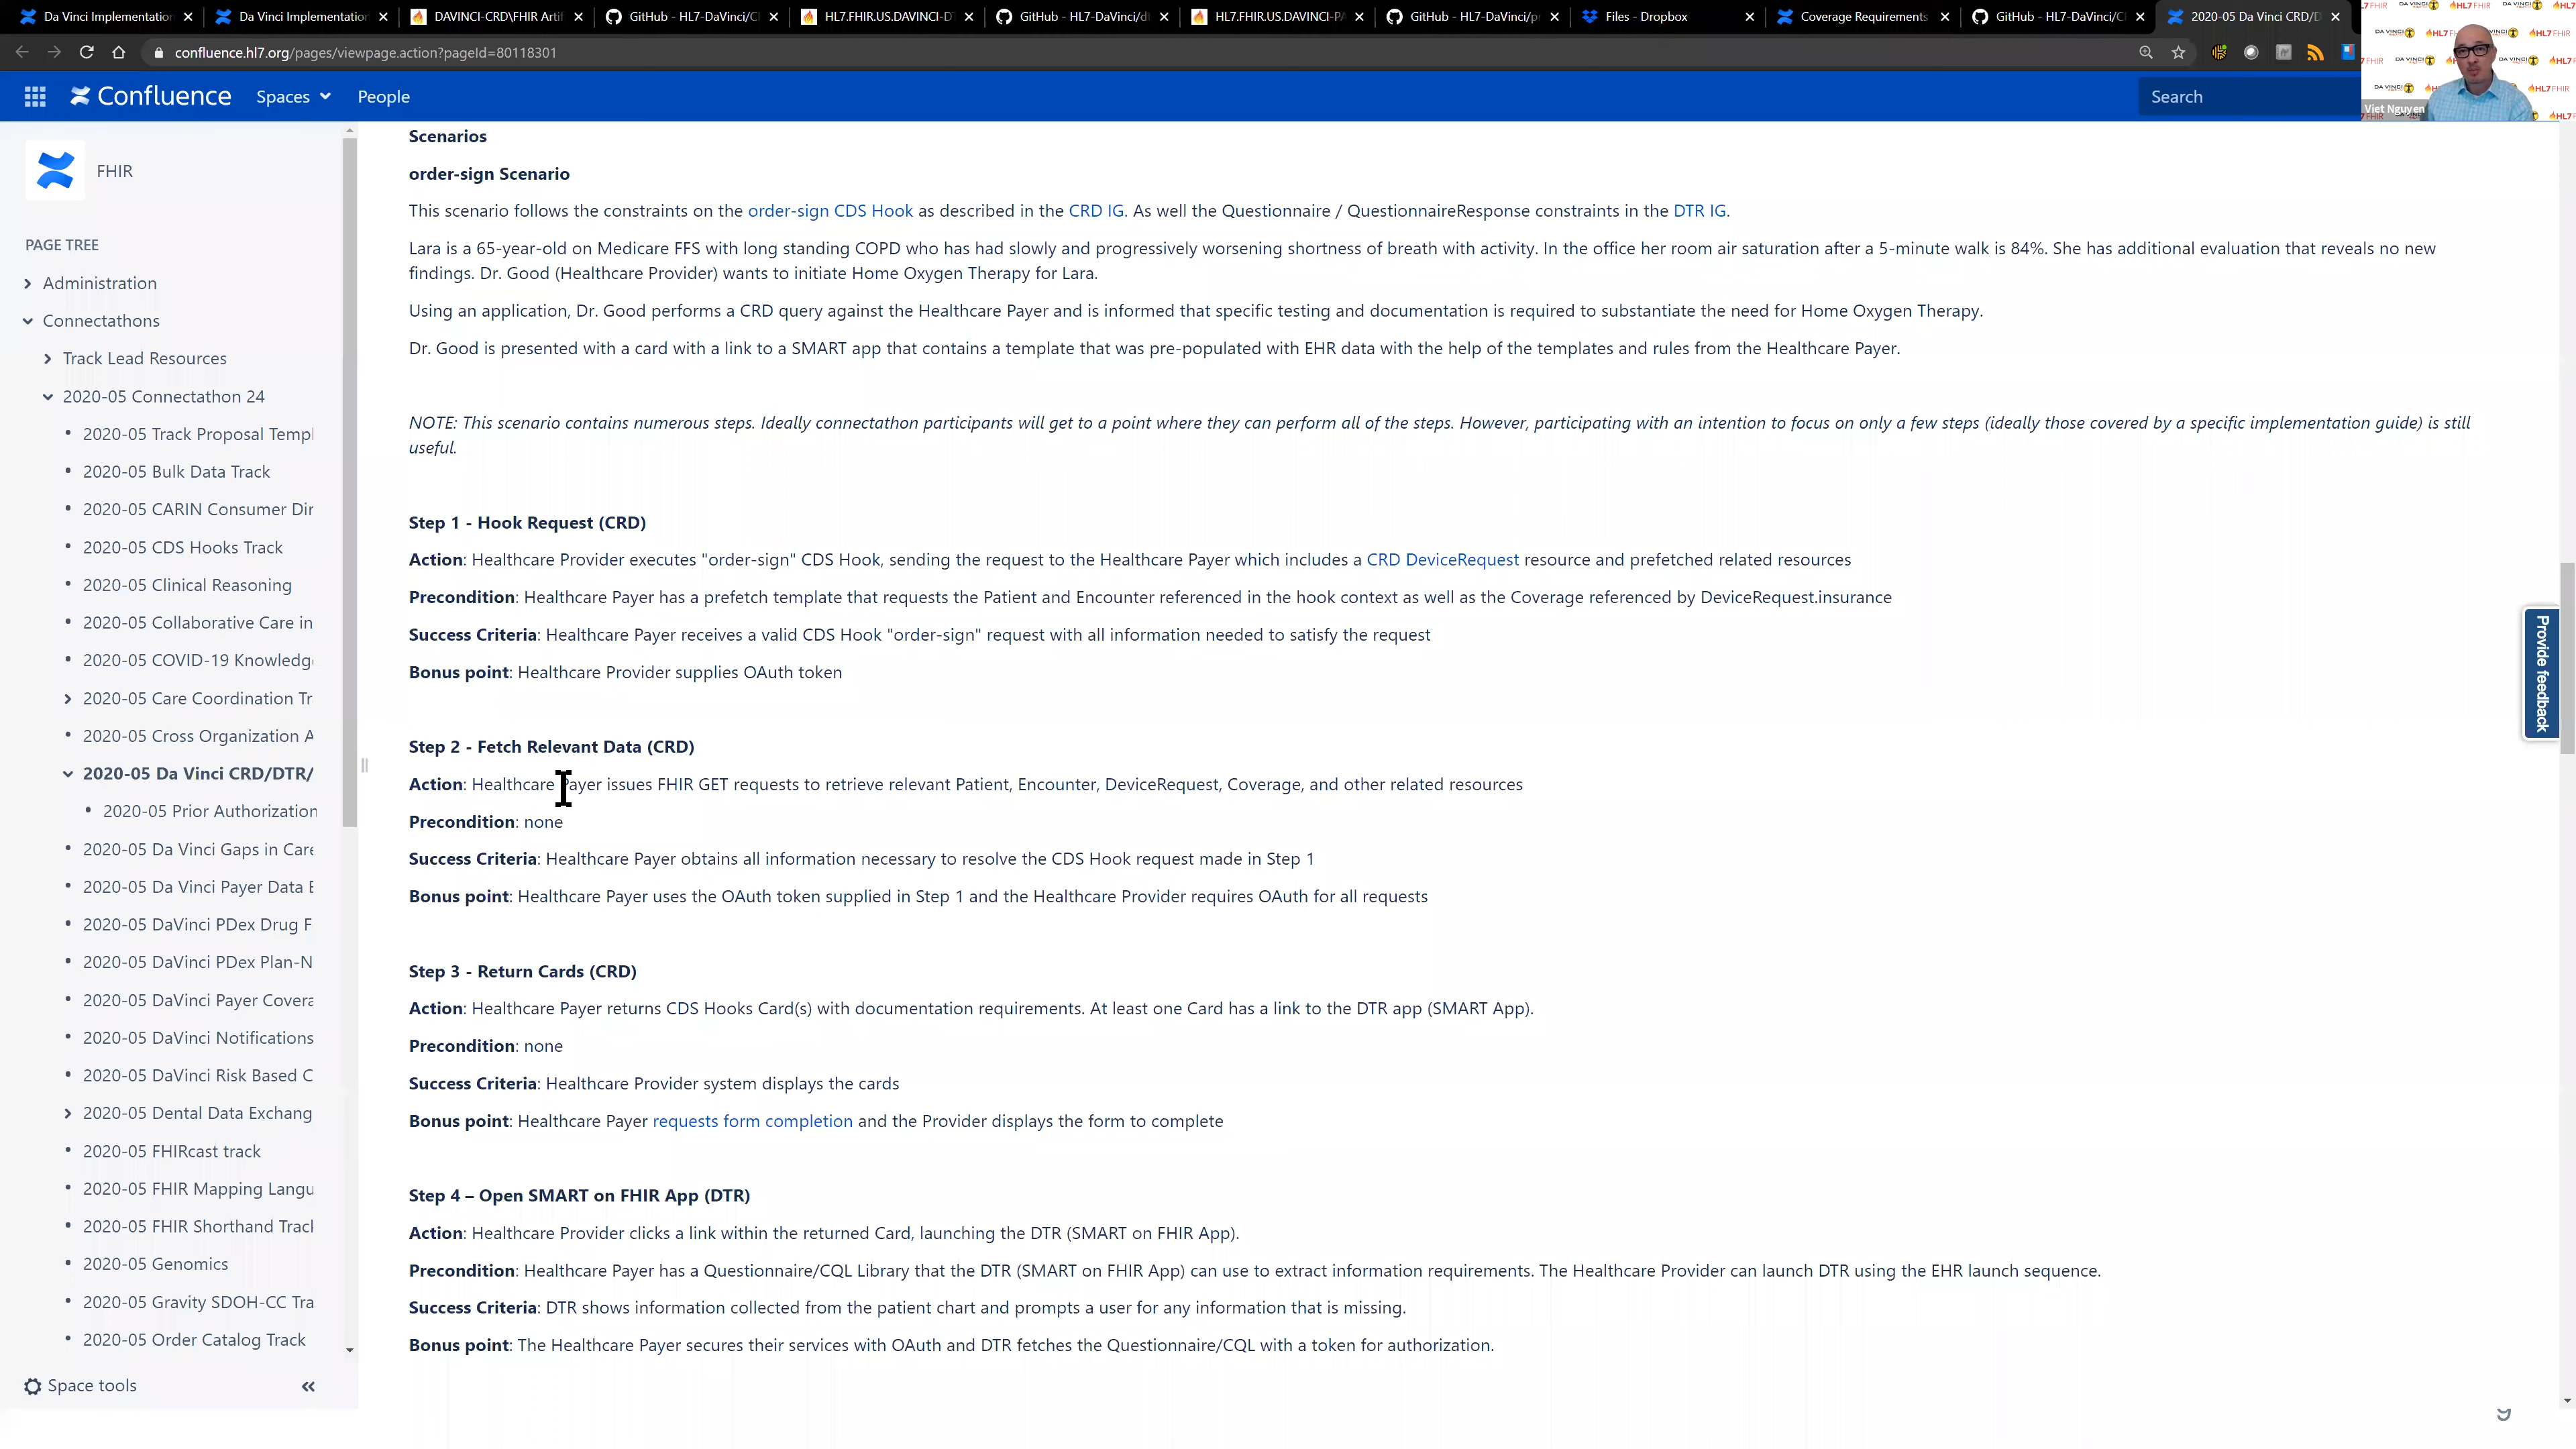 Da Vinci Implementation
Da Vinci Implementation
DAVINCI-CRD\FHIR Artif
GitHub - HL7-DaVinci/C
HL7.FHIR.US.DAVINCI-D
GitHub - HL7-DaVinci/dt
HL7.FHIR.US.DAVINCI-PA
GitHub - HL7-DaVinci/pr
Files - Dropbox
Coverage Requirements
GitHub - HL7-DaVinci/C
2020-05 Da Vinci CRD/D
confluence.hl7.org/pages/viewpage.action?pageId=80118301
Viet Nguyen
Confluence
Spaces
People
Search
FHIR
PAGE TREE
Administration
Connectathons
Track Lead Resources
2020-05 Connectathon 24
2020-05 Track Proposal Templ
2020-05 Bulk Data Track
2020-05 CARIN Consumer Dir
2020-05 CDS Hooks Track
2020-05 Clinical Reasoning
2020-05 Collaborative Care in
2020-05 COVID-19 Knowledg
2020-05 Care Coordination Tr
2020-05 Cross Organization A
2020-05 Da Vinci CRD/DTR/
2020-05 Prior Authorization
2020-05 Da Vinci Gaps in Care
2020-05 Da Vinci Payer Data E
2020-05 DaVinci PDex Drug F
2020-05 DaVinci PDex Plan-N
2020-05 DaVinci Payer Covera
2020-05 DaVinci Notifications
2020-05 DaVinci Risk Based C
2020-05 Dental Data Exchang
2020-05 FHIRcast track
2020-05 FHIR Mapping Langu
2020-05 FHIR Shorthand Track
2020-05 Genomics
2020-05 Gravity SDOH-CC Tra
2020-05 Order Catalog Track
Space tools
Scenarios
order-sign Scenario
This scenario follows the constraints on the order-sign CDS Hook as described in the CRD IG. As well the Questionnaire / QuestionnaireResponse constraints in the DTR IG.
Lara is a 65-year-old on Medicare FFS with long standing COPD who has had slowly and progressively worsening shortness of breath with activity. In the office her room air saturation after a 5-minute walk is 84%. She has additional evaluation that reveals no new
findings. Dr. Good (Healthcare Provider) wants to initiate Home Oxygen Therapy for Lara.
Using an application, Dr. Good performs a CRD query against the Healthcare Payer and is informed that specific testing and documentation is required to substantiate the need for Home Oxygen Therapy.
Dr. Good is presented with a card with a link to a SMART app that contains a template that was pre-populated with EHR data with the help of the templates and rules from the Healthcare Payer.
NOTE: This scenario contains numerous steps. Ideally connectathon participants will get to a point where they can perform all of the steps. However, participating with an intention to focus on only a few steps (ideally those covered by a specific implementation guide) is still
useful.
Step 1 - Hook Request (CRD)
Action: Healthcare Provider executes "order-sign" CDS Hook, sending the request to the Healthcare Payer which includes a CRD DeviceRequest resource and prefetched related resources
Precondition: Healthcare Payer has a prefetch template that requests the Patient and Encounter referenced in the hook context as well as the Coverage referenced by DeviceRequest.insurance
Success Criteria: Healthcare Payer receives a valid CDS Hook "order-sign" request with all information needed to satisfy the request
Bonus point: Healthcare Provider supplies OAuth token
Step 2 - Fetch Relevant Data (CRD)
Action: Healthcare Payer issues FHIR GET requests to retrieve relevant Patient, Encounter, DeviceRequest, Coverage, and other related resources
Precondition: none
Success Criteria: Healthcare Payer obtains all information necessary to resolve the CDS Hook request made in Step 1
Bonus point: Healthcare Payer uses the OAuth token supplied in Step 1 and the Healthcare Provider requires OAuth for all requests
Step 3 - Return Cards (CRD)
Action: Healthcare Payer returns CDS Hooks Card(s) with documentation requirements. At least one Card has a link to the DTR app (SMART App).
Precondition: none
Success Criteria: Healthcare Provider system displays the cards
Bonus point: Healthcare Payer requests form completion and the Provider displays the form to complete
Step 4 – Open SMART on FHIR App (DTR)
Action: Healthcare Provider clicks a link within the returned Card, launching the DTR (SMART on FHIR App).
Precondition: Healthcare Payer has a Questionnaire/CQL Library that the DTR (SMART on FHIR App) can use to extract information requirements. The Healthcare Provider can launch DTR using the EHR launch sequence.
Success Criteria: DTR shows information collected from the patient chart and prompts a user for any information that is missing.
Bonus point: The Healthcare Payer secures their services with OAuth and DTR fetches the Questionnaire/CQL with a token for authorization.
Provide feedback